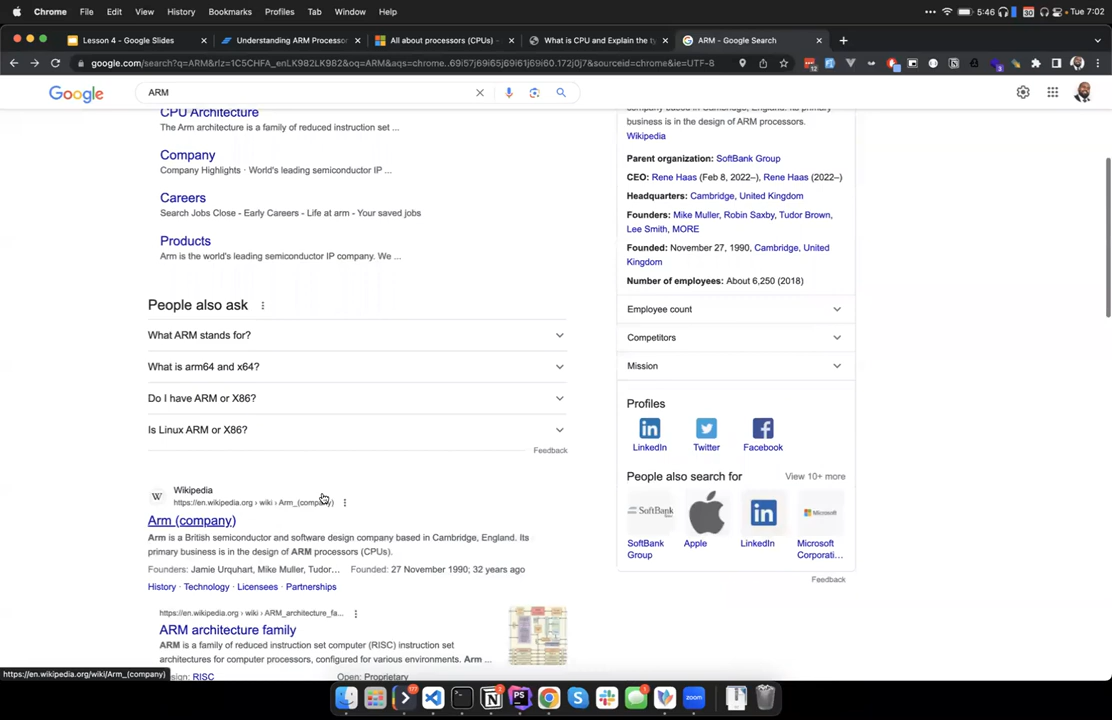 Chrome File Edit View History Bookmarks Profiles Tab Window Help
5:46 30 Tue 7:02
Lesson 4 - Google Slides
Understanding ARM Processor
All about processors (CPUs) -
What is CPU and Explain the ty
ARM - Google Search
google.com/search?q=ARM&rlz=1C5CHFA_enLK982LK982&oq=ARM&aqs=chrome..69i57j69i65j69i61j69i60.172j0j7&sourceid=chrome&ie=UTF-8
Google
ARM
CPU Architecture
The Arm architecture is a family of reduced instruction set ...
Company
Company Highlights · World's leading semiconductor IP ...
Careers
Search Jobs Close - Early Careers - Life at arm - Your saved jobs
Products
Arm is the world's leading semiconductor IP company. We ...
People also ask
What ARM stands for?
What is arm64 and x64?
Do I have ARM or X86?
Is Linux ARM or X86?
Feedback
W
Wikipedia
https://en.wikipedia.org › wiki › Arm_(company)
Arm (company)
Arm is a British semiconductor and software design company based in Cambridge, England. Its
primary business is in the design of ARM processors (CPUs).
Founders: Jamie Urquhart, Mike Muller, Tudor... Founded: 27 November 1990; 32 years ago
History · Technology · Licensees · Partnerships
https://en.wikipedia.org › wiki › ARM_architecture_fa...
ARM architecture family
ARM is a family of reduced instruction set computer (RISC) instruction set
architectures for computer processors, configured for various environments. Arm ...
RISC Open: Proprietary
company based in Cambridge, England. Its primary
business is in the design of ARM processors.
Wikipedia
Parent organization: SoftBank Group
CEO: Rene Haas (Feb 8, 2022–), Rene Haas (2022–)
Headquarters: Cambridge, United Kingdom
Founders: Mike Muller, Robin Saxby, Tudor Brown,
Lee Smith, MORE
Founded: November 27, 1990, Cambridge, United
Kingdom
Number of employees: About 6,250 (2018)
Employee count
Competitors
Mission
Profiles
LinkedIn Twitter Facebook
People also search for View 10+ more
SoftBank
Microsoft
SoftBank
Group
Apple
LinkedIn
Microsoft
Corporati...
Feedback
https://en.wikipedia.org/wiki/Arm_(company)
PS
zoom